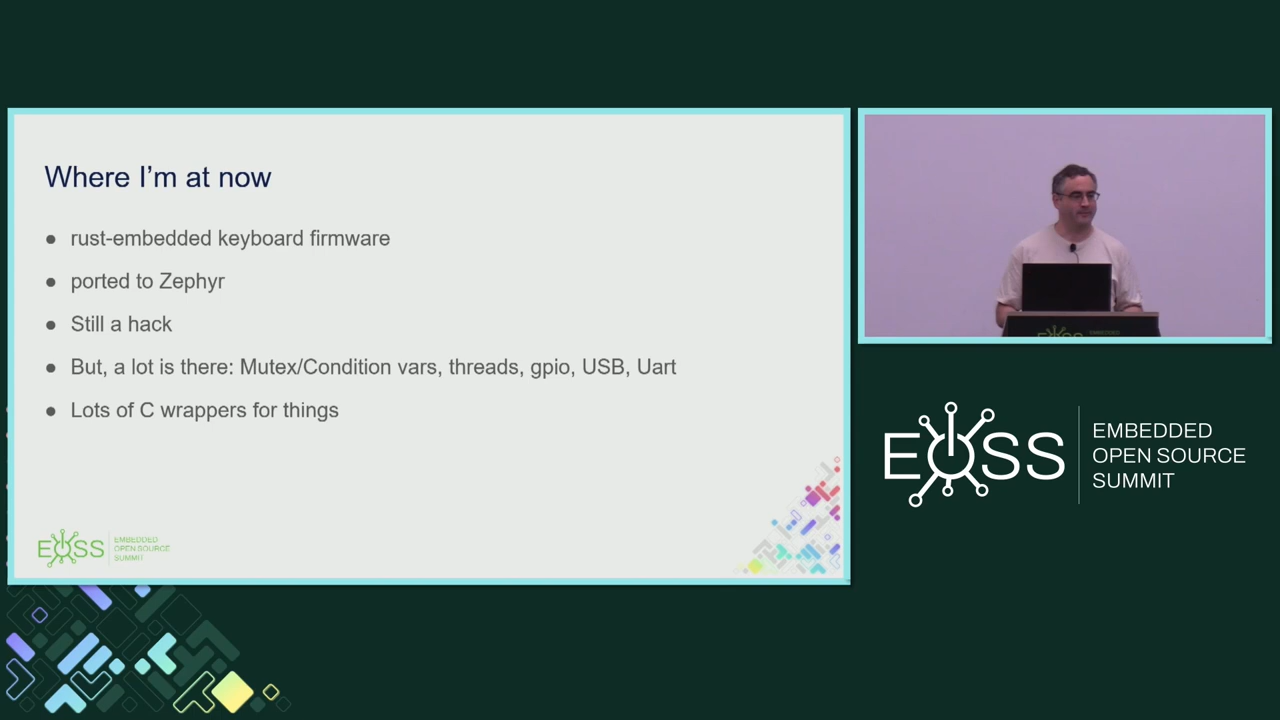 Where I'm at now
● rust-embedded keyboard firmware
● ported to Zephyr
● Still a hack
● But, a lot is there: Mutex/Condition vars, threads, gpio, USB, Uart
● Lots of C wrappers for things
EOSS
EMBEDDED
OPEN SOURCE
SUMMIT
EOSS
EMBEDDED
OPEN SOURCE
SUMMIT